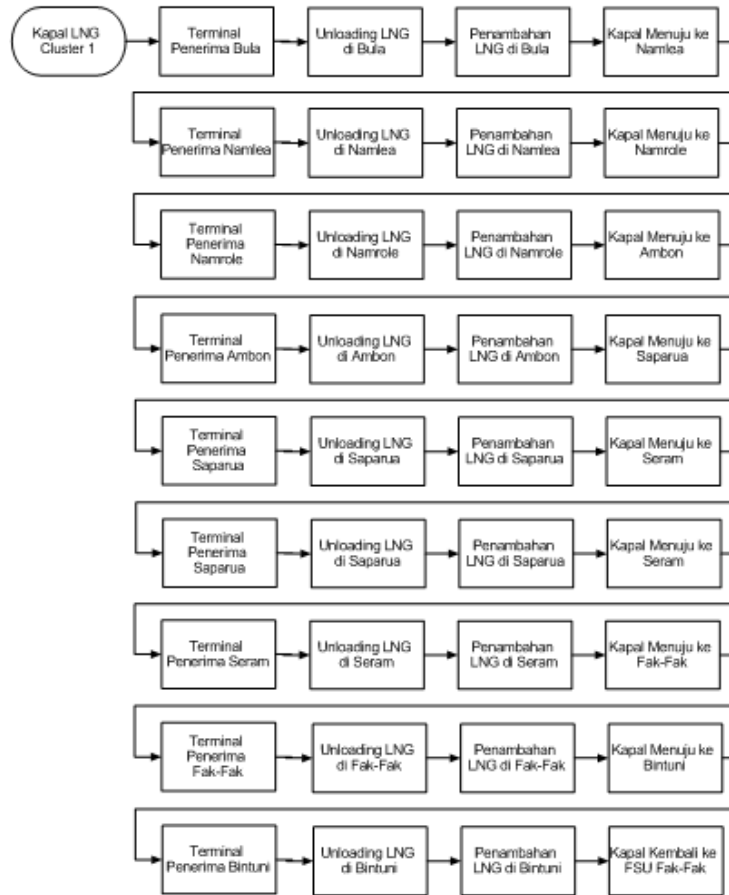 Kapal LNG
Cluster 1
Terminal
Penerima Bula
Unloading LNG
di Bula
Penambahan
LNG di Bula
Kapal Menuju ke
Namlea
Terminal
Penerima Namlea
Unloading LNG
di Namlea
Penambahan
LNG di Namlea
Kapal Menuju ke
Namrole
Terminal
Penerima
Namrole
Unloading LNG
di Namrole
Penambahan
LNG di Namrole
Kapal Menuju ke
Ambon
Terminal
Penerima Ambon
Unloading LNG
di Ambon
Penambahan
LNG di Ambon
Kapal Menuju ke
Saparua
Terminal
Penerima
Saparua
Unloading LNG
di Saparua
Penambahan
LNG di Saparua
Kapal Menuju ke
Seram
Terminal
Penerima
Saparua
Unloading LNG
di Saparua
Penambahan
LNG di Saparua
Kapal Menuju ke
Seram
Terminal
Penerima Seram
Unloading LNG
di Seram
Penambahan
LNG di Seram
Kapal Menuju ke
Fak-Fak
Terminal
Penerima
Fak-Fak
Unloading LNG
di Fak-Fak
Penambahan
LNG di Fak-Fak
Kapal Menuju ke
Bintuni
Terminal
Penerima Bintuni
Unloading LNG
di Bintuni
Penambahan
LNG di Bintuni
Kapal Kembali ke
FSU Fak-Fak